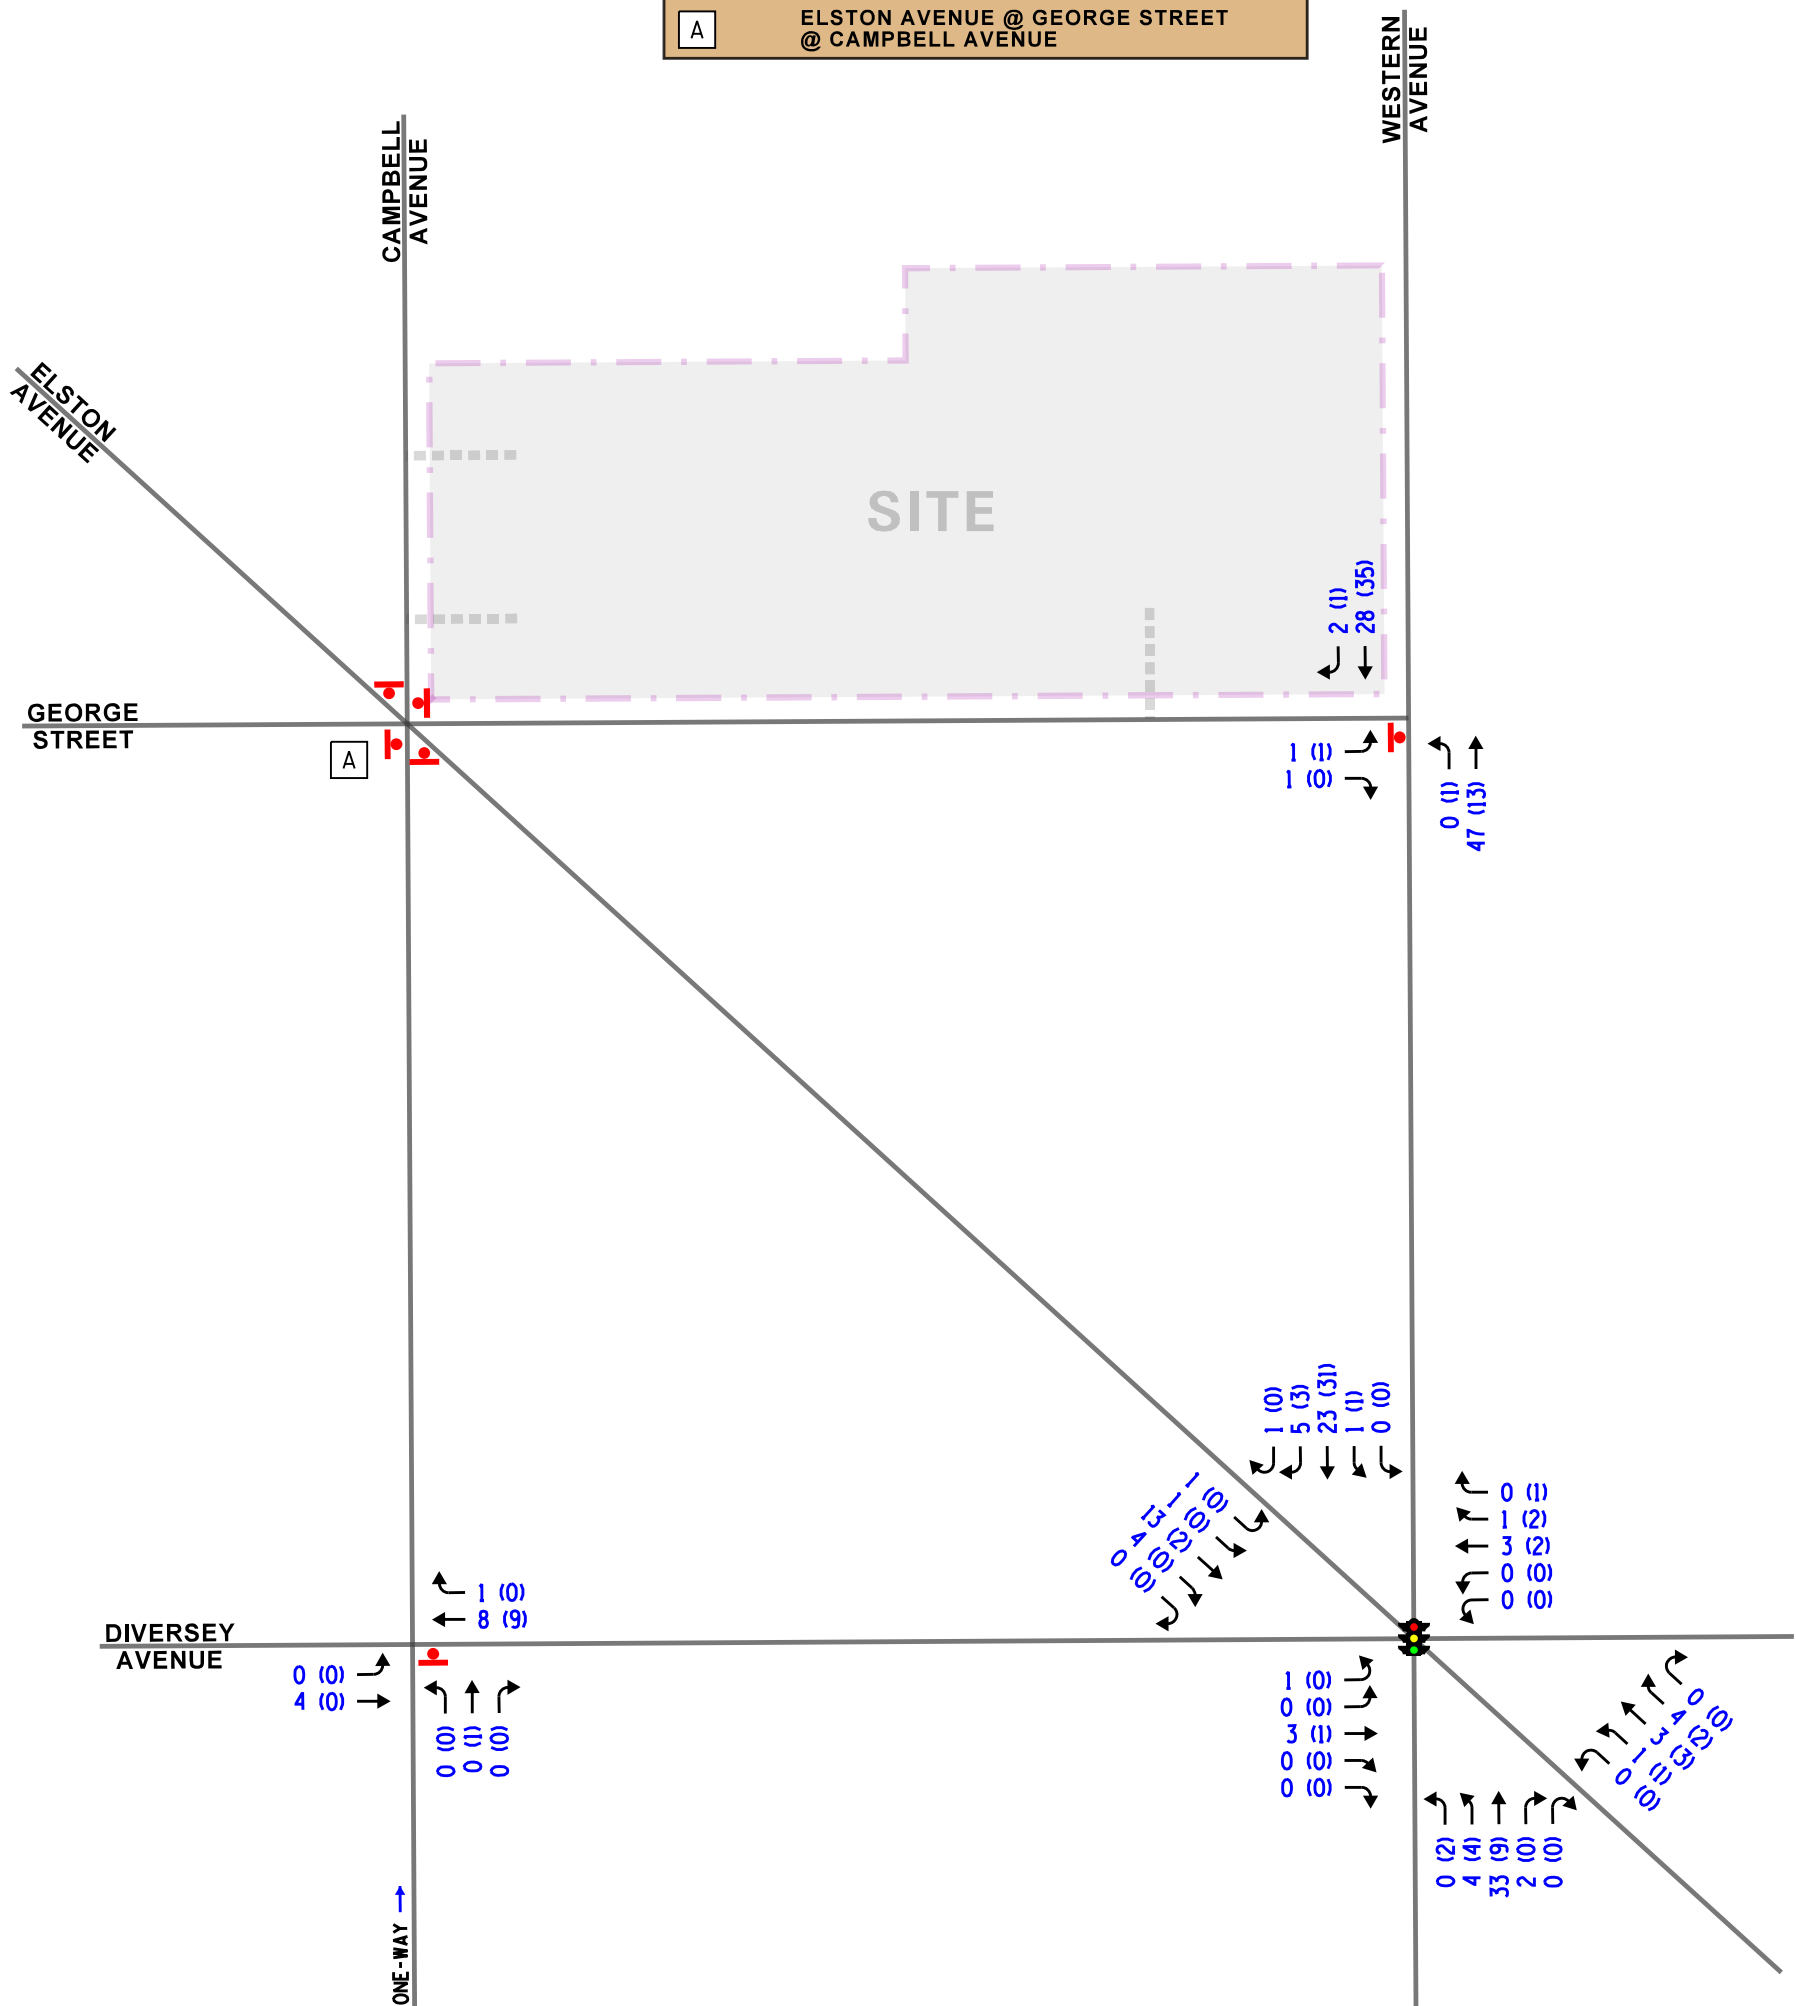 A
ELSTON AVENUE @ GEORGE STREET
@ CAMPBELL AVENUE
WESTERN
AVENUE
CAMPBELL
AVENUE
ELSTON
AVENUE
SITE
2 (1)
28 (35)
GEORGE
STREET
A
1 (1)
1 (0)
0 (1)
47 (13)
1 (0)
5 (3)
23 (31)
1 (1)
0 (0)
1 (0)
1 (0)
13 (2)
4 (0)
0 (0)
0 (1)
1 (2)
3 (2)
0 (0)
0 (0)
1 (0)
8 (9)
DIVERSEY
AVENUE
0 (0)
4 (0)
0 (0)
0 (1)
0 (0)
1 (0)
0 (0)
3 (1)
0 (0)
0 (0)
0 (0)
4 (2)
3 (3)
1 (1)
0 (0)
0 (2)
4 (4)
33 (9)
2 (0)
0 (0)
ONE-WAY